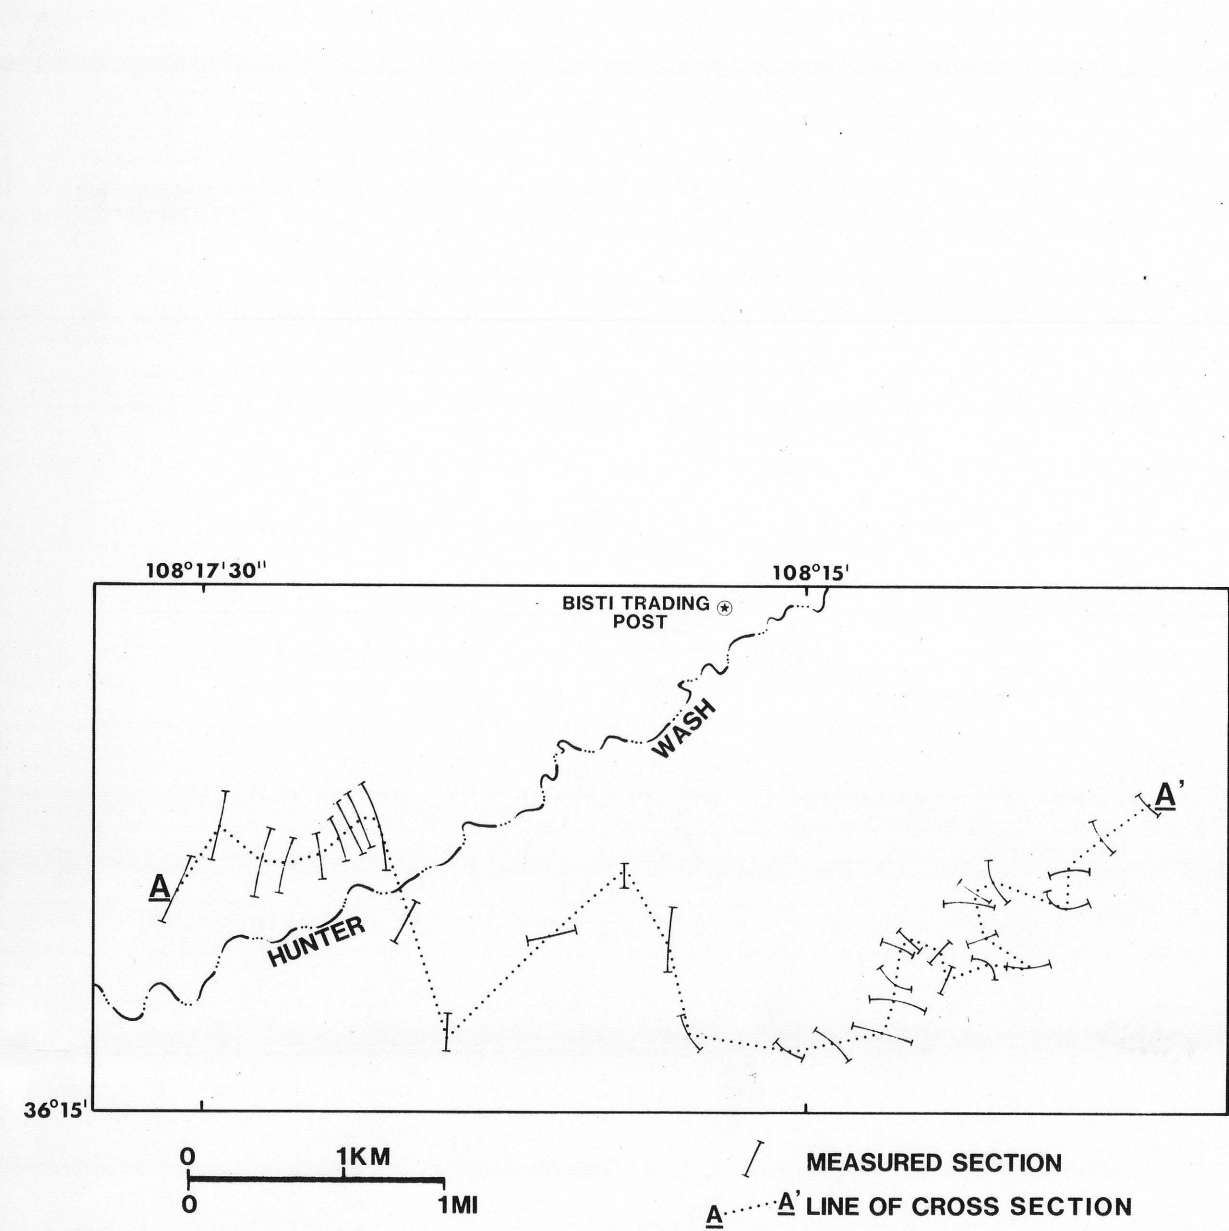 108°17'30" 108°15'
BISTI TRADING
POST
WASH
A'
A
HUNTER
36°15'
0 1KM
0 1MI
MEASURED SECTION
A A' LINE OF CROSS SECTION